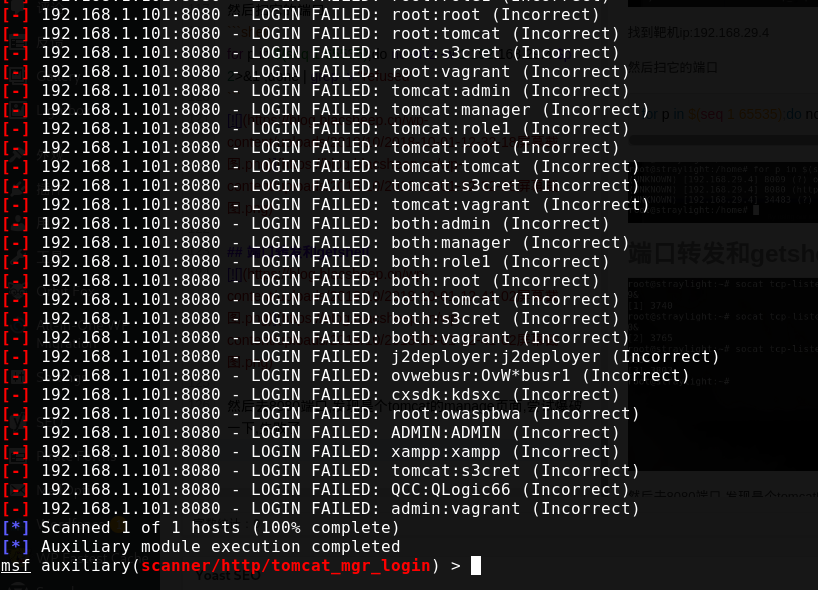 [-] 192.168.1.101:8080 - LOGIN FAILED: root:root (Incorrect)
[-] 192.168.1.101:8080 - LOGIN FAILED: root:tomcat (Incorrect)
[-] 192.168.1.101:8080 - LOGIN FAILED: root:s3cret (Incorrect)
[-] 192.168.1.101:8080 - LOGIN FAILED: root:vagrant (Incorrect)
[-] 192.168.1.101:8080 - LOGIN FAILED: tomcat:admin (Incorrect)
[-] 192.168.1.101:8080 - LOGIN FAILED: tomcat:manager (Incorrect)
[-] 192.168.1.101:8080 - LOGIN FAILED: tomcat:role1 (Incorrect)
[-] 192.168.1.101:8080 - LOGIN FAILED: tomcat:root (Incorrect)
[-] 192.168.1.101:8080 - LOGIN FAILED: tomcat:tomcat (Incorrect)
[-] 192.168.1.101:8080 - LOGIN FAILED: tomcat:s3cret (Incorrect)
[-] 192.168.1.101:8080 - LOGIN FAILED: tomcat:vagrant (Incorrect)
[-] 192.168.1.101:8080 - LOGIN FAILED: both:admin (Incorrect)
[-] 192.168.1.101:8080 - LOGIN FAILED: both:manager (Incorrect)
[-] 192.168.1.101:8080 - LOGIN FAILED: both:role1 (Incorrect)
[-] 192.168.1.101:8080 - LOGIN FAILED: both:root (Incorrect)
[-] 192.168.1.101:8080 - LOGIN FAILED: both:tomcat (Incorrect)
[-] 192.168.1.101:8080 - LOGIN FAILED: both:s3cret (Incorrect)
[-] 192.168.1.101:8080 - LOGIN FAILED: both:vagrant (Incorrect)
[-] 192.168.1.101:8080 - LOGIN FAILED: j2deployer:j2deployer (Incorrect)
[-] 192.168.1.101:8080 - LOGIN FAILED: ovwebusr:OvW*busr1 (Incorrect)
[-] 192.168.1.101:8080 - LOGIN FAILED: cxsdk:kdsxc (Incorrect)
[-] 192.168.1.101:8080 - LOGIN FAILED: root:owaspbwa (Incorrect)
[-] 192.168.1.101:8080 - LOGIN FAILED: ADMIN:ADMIN (Incorrect)
[-] 192.168.1.101:8080 - LOGIN FAILED: xampp:xampp (Incorrect)
[-] 192.168.1.101:8080 - LOGIN FAILED: tomcat:s3cret (Incorrect)
[-] 192.168.1.101:8080 - LOGIN FAILED: QCC:QLogic66 (Incorrect)
[-] 192.168.1.101:8080 - LOGIN FAILED: admin:vagrant (Incorrect)
[*] Scanned 1 of 1 hosts (100% complete)
[*] Auxiliary module execution completed
msf auxiliary(scanner/http/tomcat_mgr_login) >
找到靶机ip:192.168.29.4
然后扫它的端口
for p in $(seq 1 65535);do
端口转发和getshe
Yoast SEO